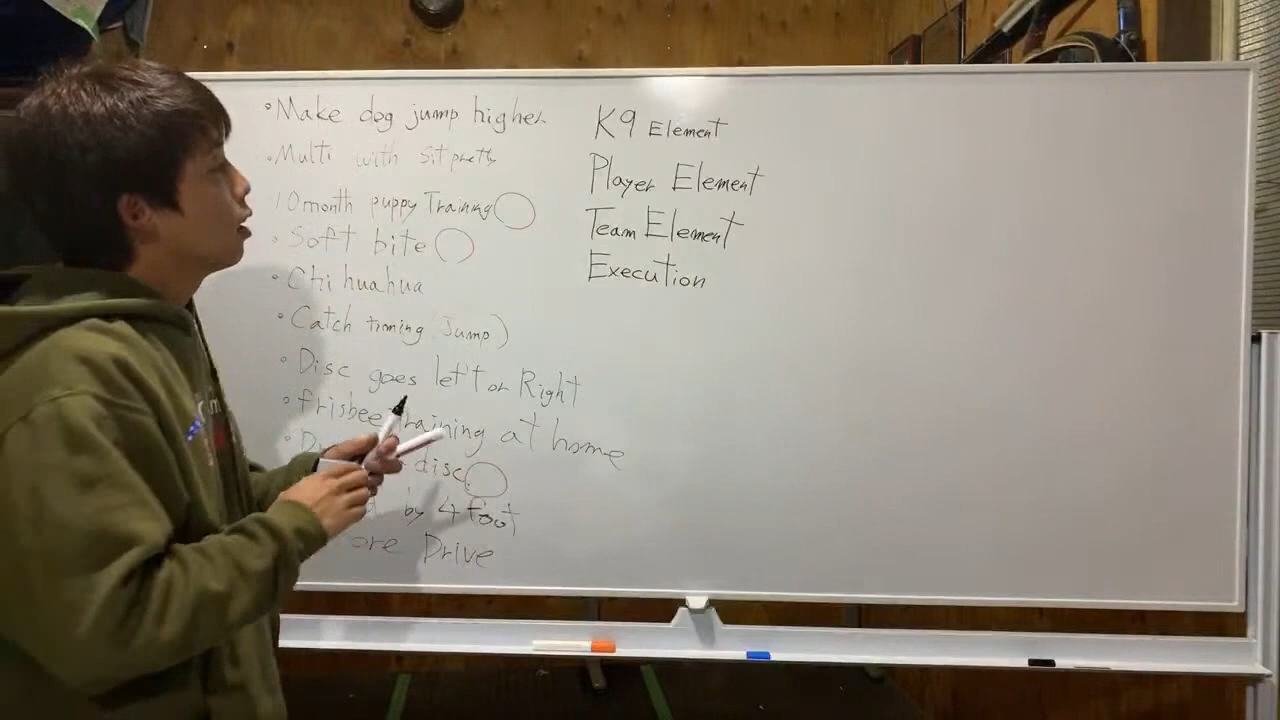 Make dog jump higher
Multi with sit pretty
10 month puppy Training
Soft bite
Chihuahua
Catch timing (Jump)
Disc goes left or Right
frisbee training at home
disc
by 4 foot
ore Drive
K9 Element
Player Element
Team Element
Execution